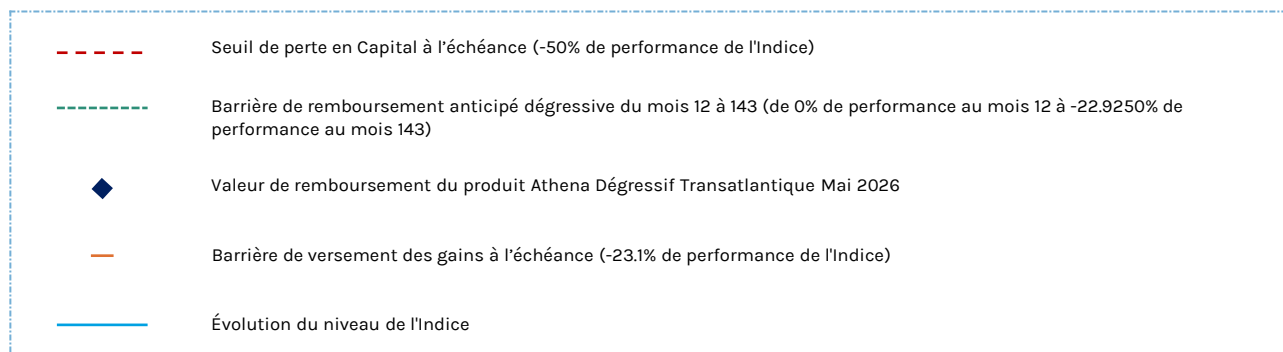 Seuil de perte en Capital à l’échéance (-50% de performance de l'Indice)
Barrière de remboursement anticipé dégressive du mois 12 à 143 (de 0% de performance au mois 12 à -22.9250% de
performance au mois 143)
Valeur de remboursement du produit Athena Dégressif Transatlantique Mai 2026
Barrière de versement des gains à l’échéance (-23.1% de performance de l'Indice)
Évolution du niveau de l'Indice